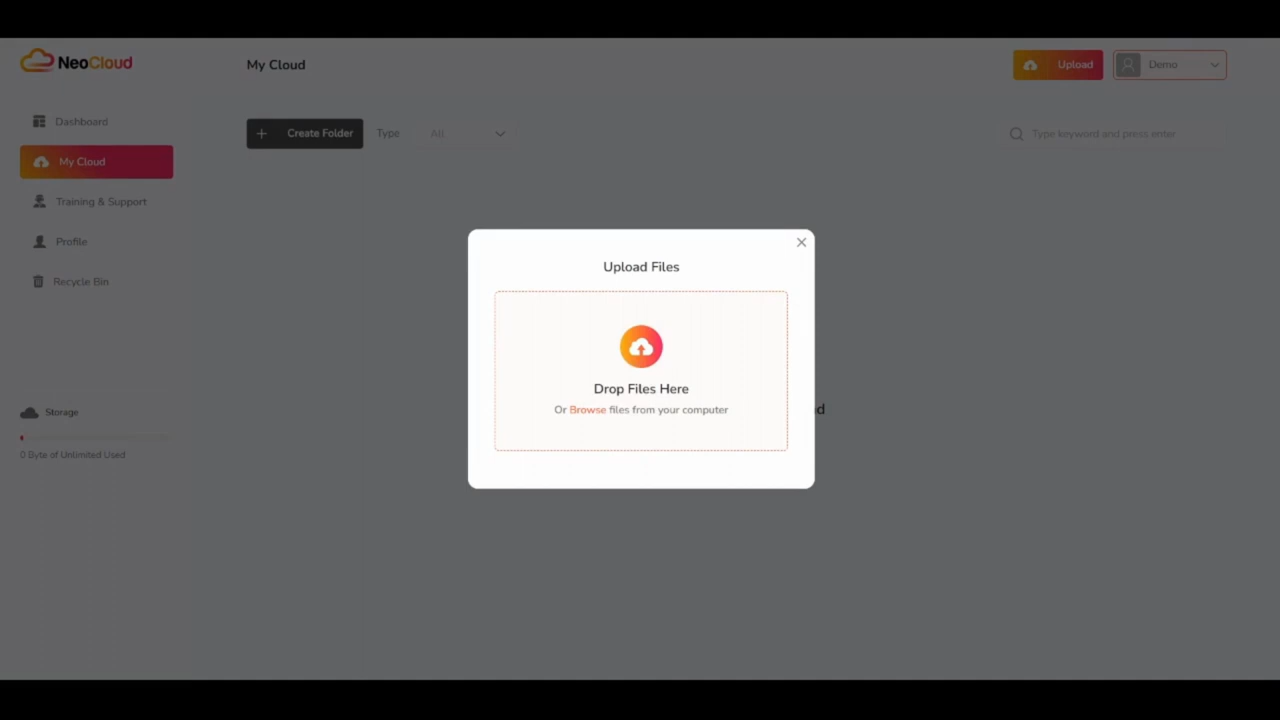 NeoCloud
My Cloud
Upload
Demo
Dashboard
My Cloud
Training & Support
Profile
Recycle Bin
Storage
0 Byte of Unlimited Used
Create Folder
Type
All
Type keyword and press enter
Upload Files
Drop Files Here
Or Browse files from your computer